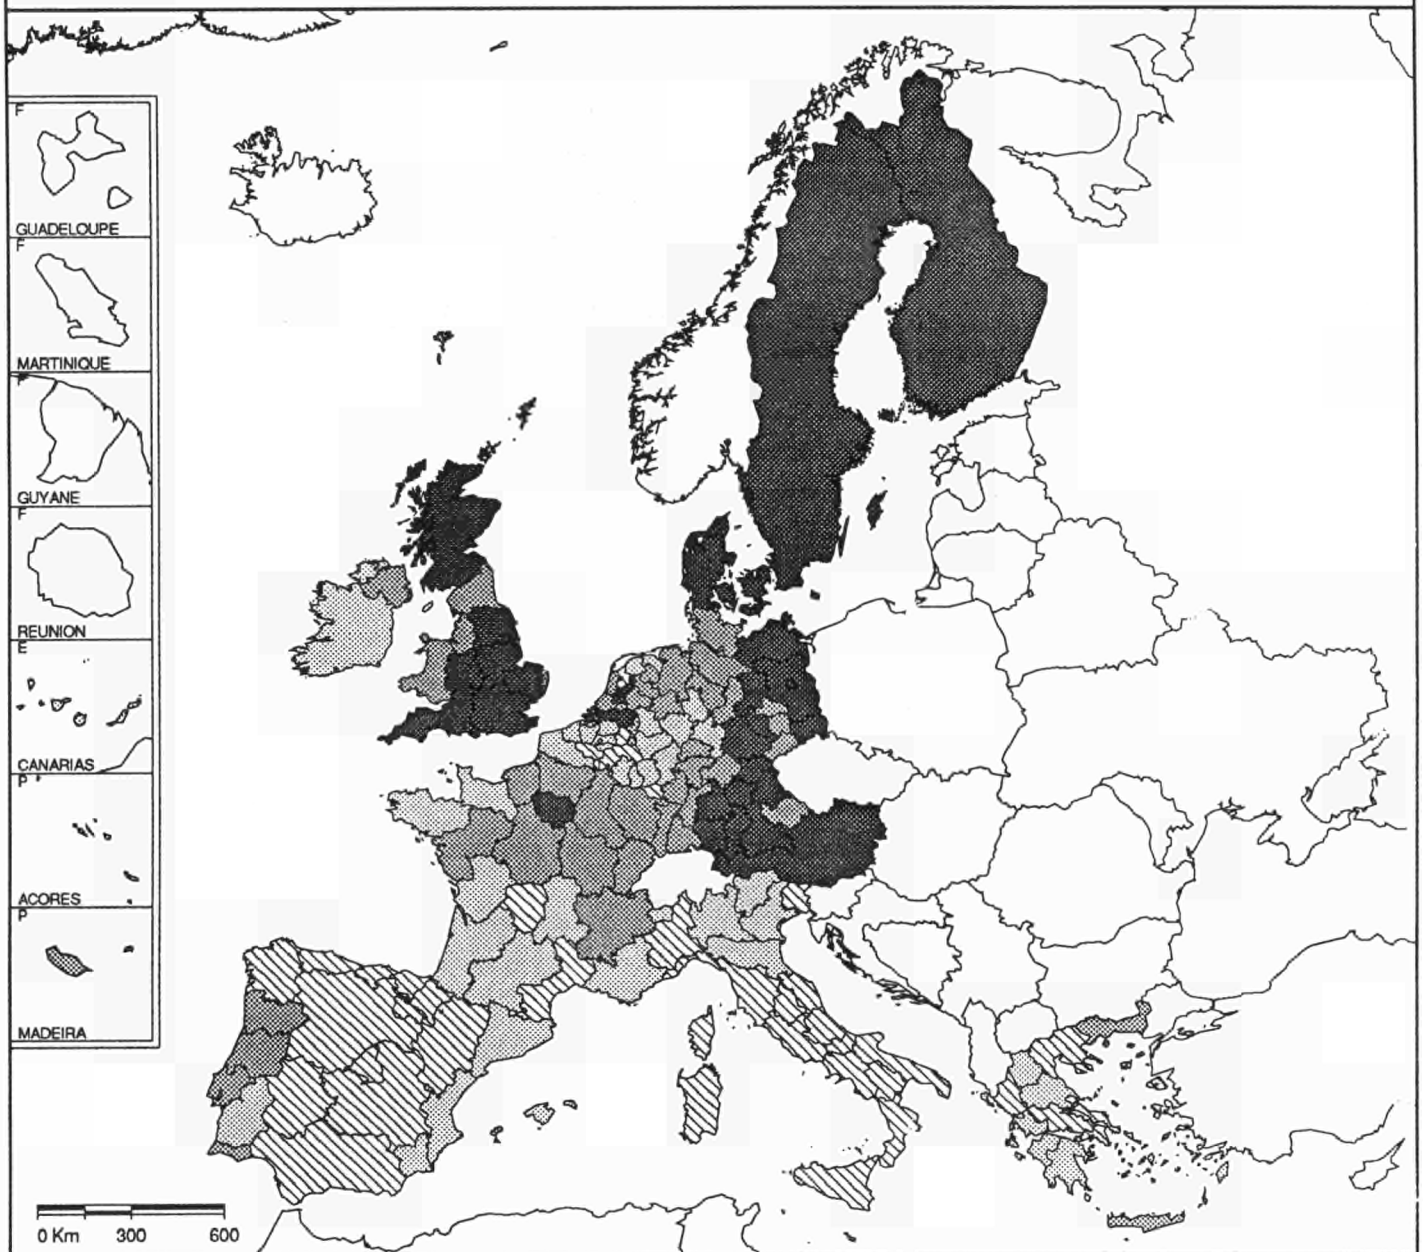 F
GUADELOUPE
F
MARTINIQUE
F
GUYANE
F
REUNION
E
CANARIAS
P
ACORES
P
MADEIRA
0 Km 300 600